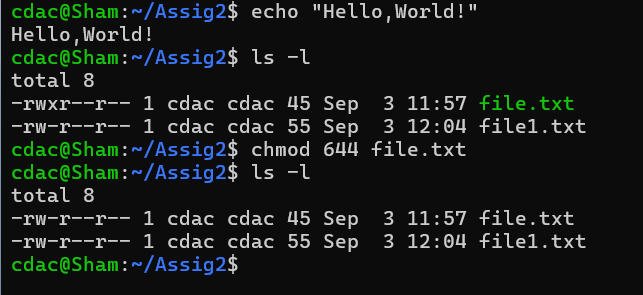 cdac@Sham:~/Assig2$ echo "Hello,World!"
Hello,World!
cdac@Sham:~/Assig2$ ls -l
total 8
-rwxr--r-- 1 cdac cdac 45 Sep  3 11:57 file.txt
-rw-r--r-- 1 cdac cdac 55 Sep  3 12:04 file1.txt
cdac@Sham:~/Assig2$ chmod 644 file.txt
cdac@Sham:~/Assig2$ ls -l
total 8
-rw-r--r-- 1 cdac cdac 45 Sep  3 11:57 file.txt
-rw-r--r-- 1 cdac cdac 55 Sep  3 12:04 file1.txt
cdac@Sham:~/Assig2$